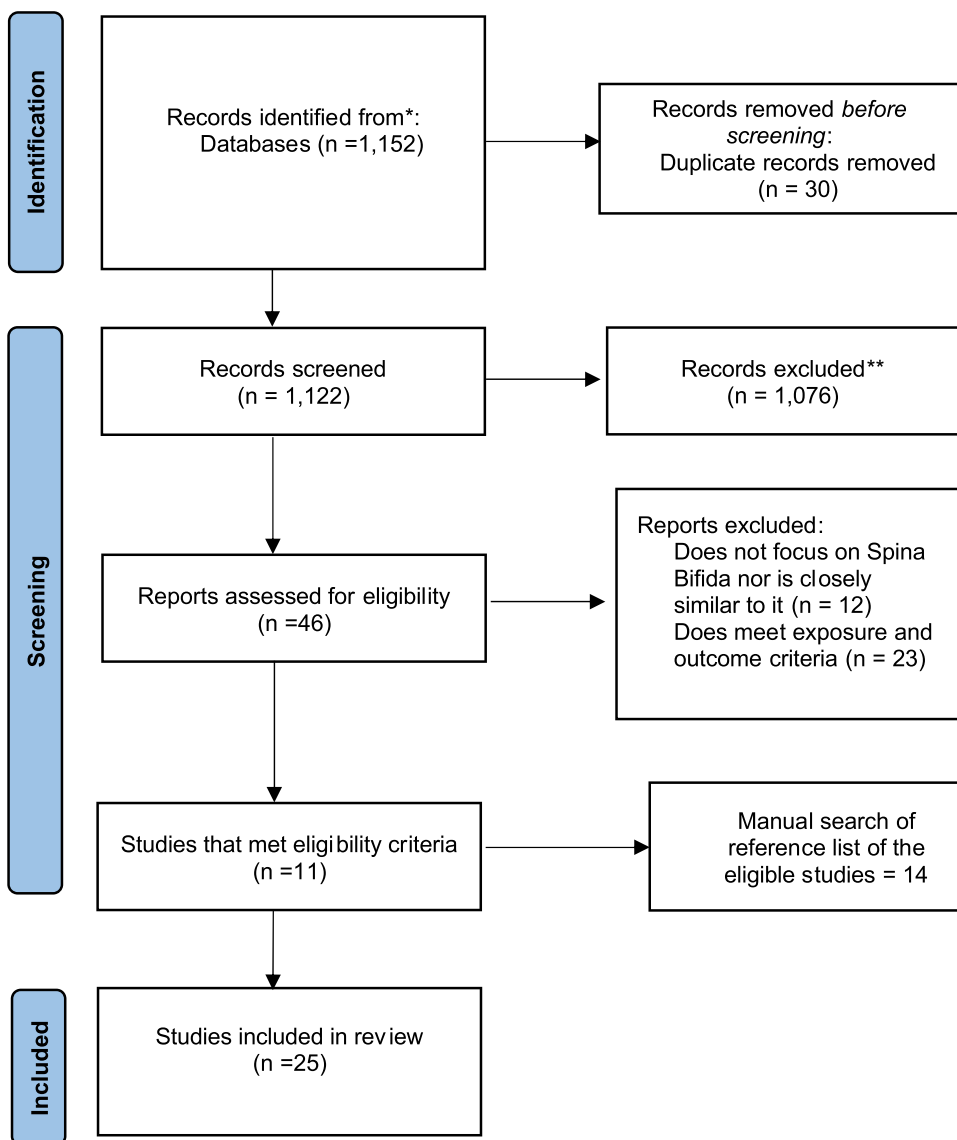 Identification
Records identified from*:
Databases (n =1,152)
Records removed before
screening:
Duplicate records removed
(n = 30)
Screening
Records screened
(n = 1,122)
Records excluded**
(n = 1,076)
Reports assessed for eligibility
(n =46)
Reports excluded:
Does not focus on Spina
Bifida nor is closely
similar to it (n = 12)
Does meet exposure and
outcome criteria (n = 23)
Studies that met eligibility criteria
(n =11)
Manual search of
reference list of the
eligible studies = 14
Included
Studies included in review
(n =25)